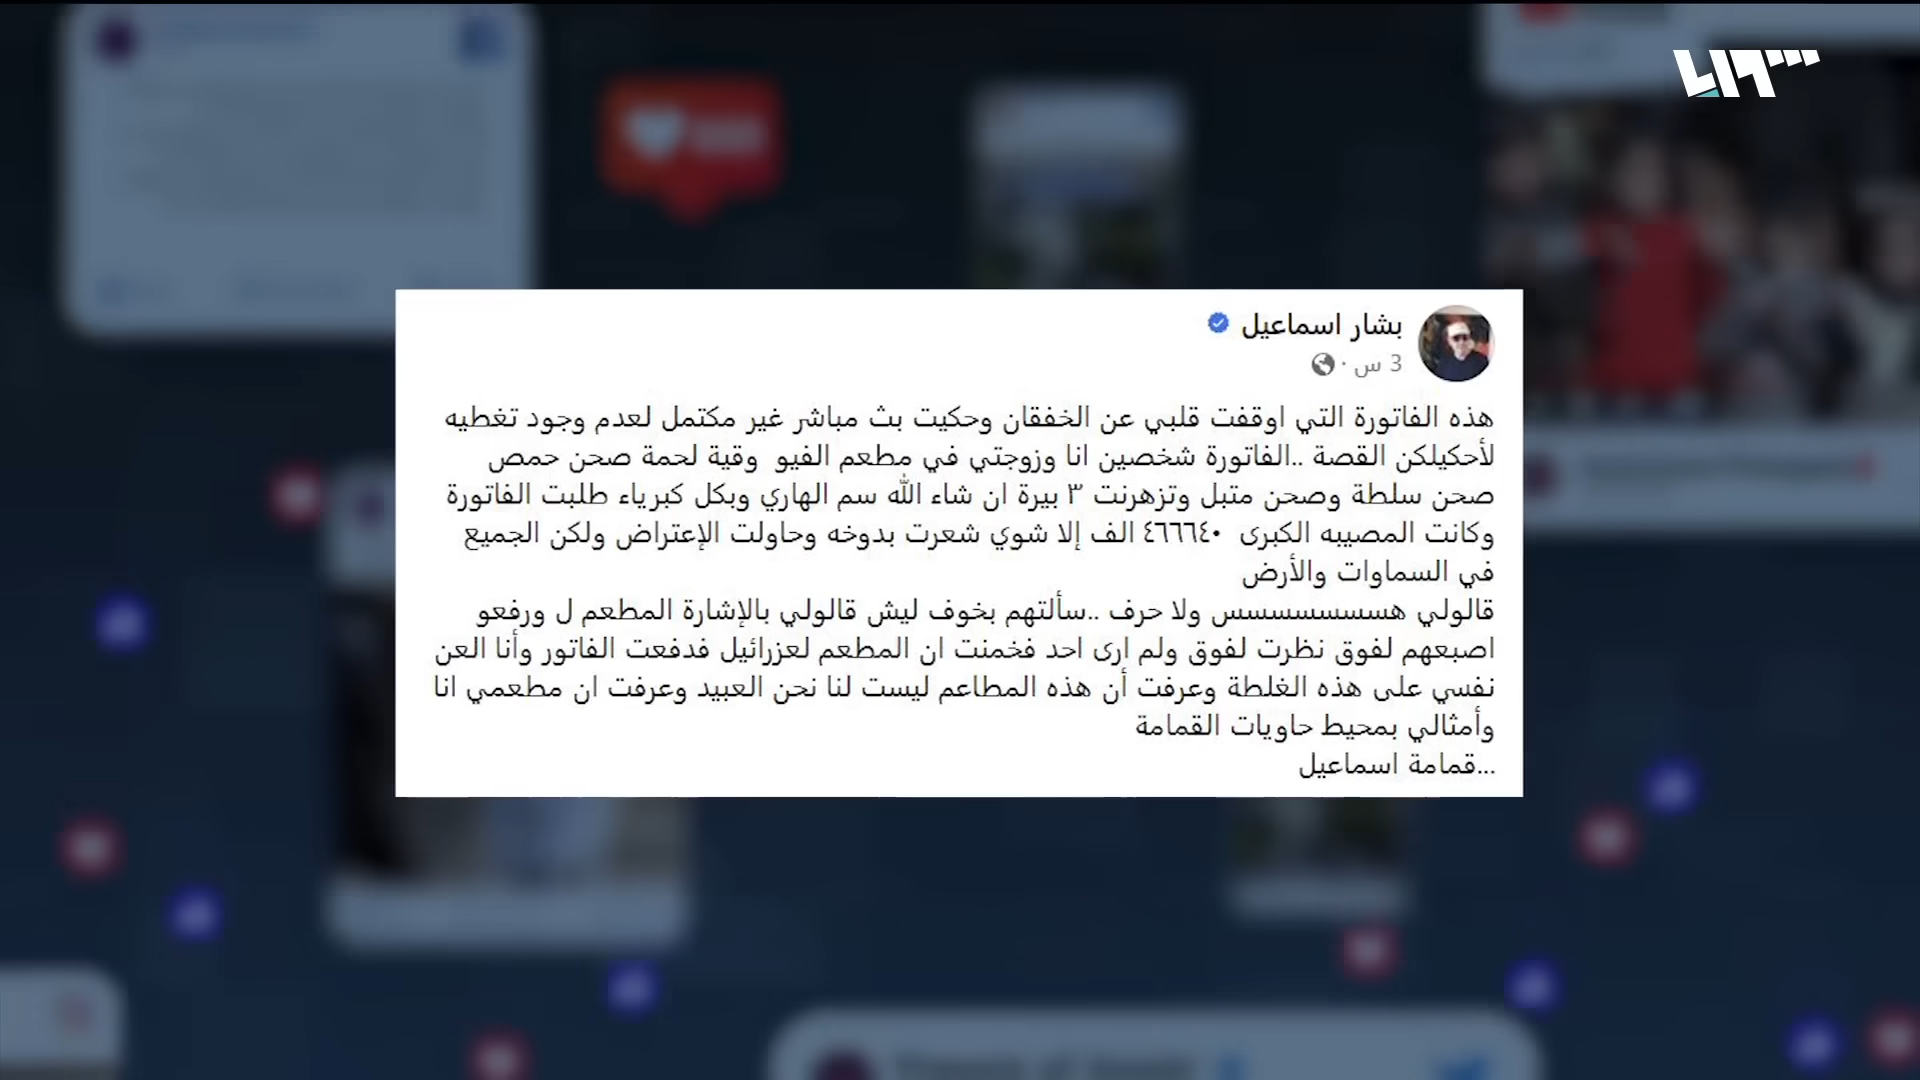 بشار اسماعيل
3 س ·
هذه الفاتورة التي اوقفت قلبي عن الخفقان وحكيت بث مباشر غير مكتمل لعدم وجود تغطيه
لأحكيلكن القصة ..الفاتورة شخصين انا وزوجتي في مطعم الفيو وقية لحمة صحن حمص
صحن سلطة وصحن متبل وتزهرنت ٣ بيرة ان شاء الله سم الهاري وبكل كبرياء طلبت الفاتورة
وكانت المصيبه الكبرى ٤٦٦٦٤٠ الف إلا شوي شعرت بدوخه وحاولت الإعتراض ولكن الجميع
في السماوات والأرض
قالولي هسسسسسسسس ولا حرف ..سألتهم بخوف ليش قالولي بالإشارة المطعم ل ورفعو
اصبعهم لفوق نظرت لفوق ولم ارى احد فخمنت ان المطعم لعزرائيل فدفعت الفاتور وأنا العن
نفسي على هذه الغلطة وعرفت أن هذه المطاعم ليست لنا نحن العبيد وعرفت ان مطعمي انا
وأمثالي بمحيط حاويات القمامة
...قمامة اسماعيل